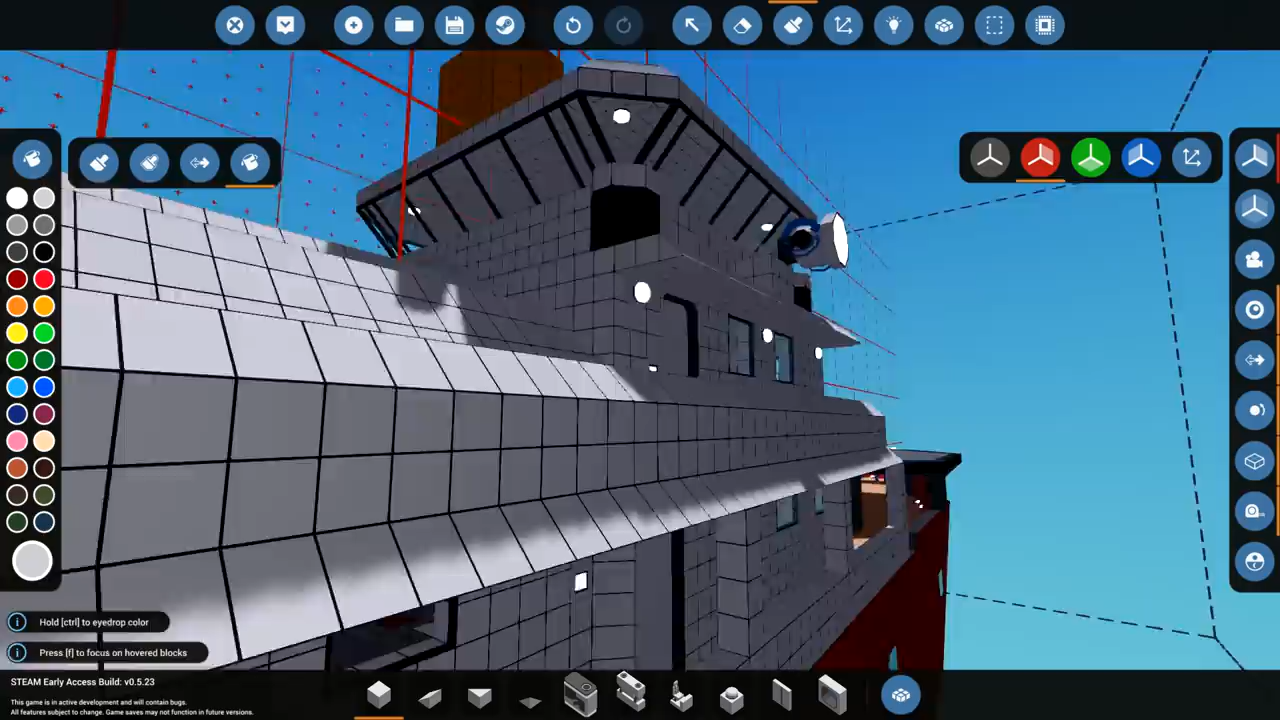 Hold [ctrl] to eyedrop color
Press [f] to focus on hovered blocks
STEAM Early Access Build: v0.5.23
This game is in active development and will contain bugs.
All features subject to change. Game saves may not function in future versions.